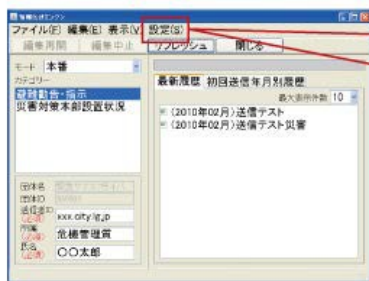 ファイル(F) 編集(E) 表示(V) 設定(S)
編集再開 編集中止 リフレッシュ 閉じる
モード 本番
カテゴリー
避難勧告・指示
災害対策本部設置状況
最新履歴 初回送信年月別履歴
最大表示件数 10
(2010年02月)送信テスト
(2010年02月)送信テスト災害
団体名
団体ID
送信者ID
(必須) xxx.city.lg.jp
所属
(必須) 危機管理質
氏名
(必須) 〇〇太郎